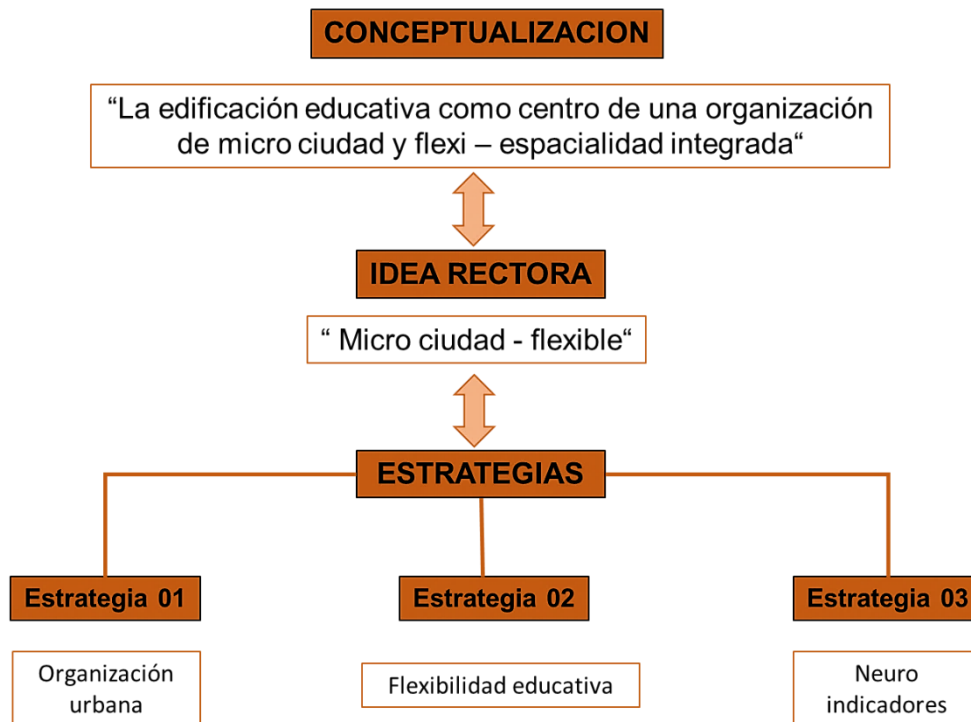 CONCEPTUALIZACION
“La edificación educativa como centro de una organización
de micro ciudad y flexi – espacialidad integrada“
IDEA RECTORA
“ Micro ciudad - flexible“
ESTRATEGIAS
Estrategia 01
Estrategia 02
Estrategia 03
Organización
urbana
Flexibilidad educativa
Neuro
indicadores